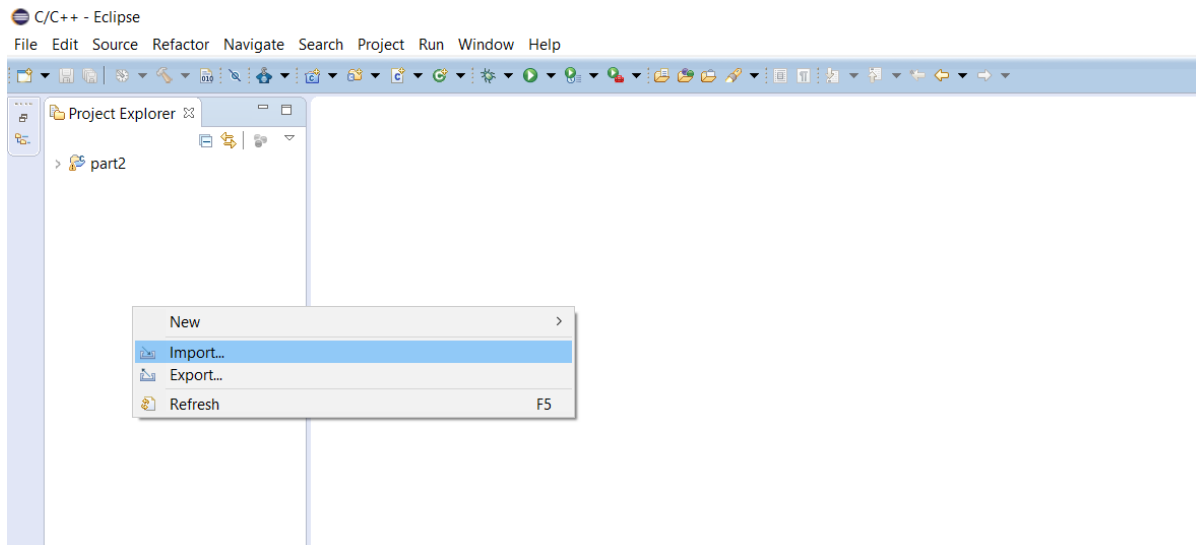 C/C++ - Eclipse
File Edit Source Refactor Navigate Search Project Run Window Help
Project Explorer
part2
New
Import...
Export...
Refresh F5